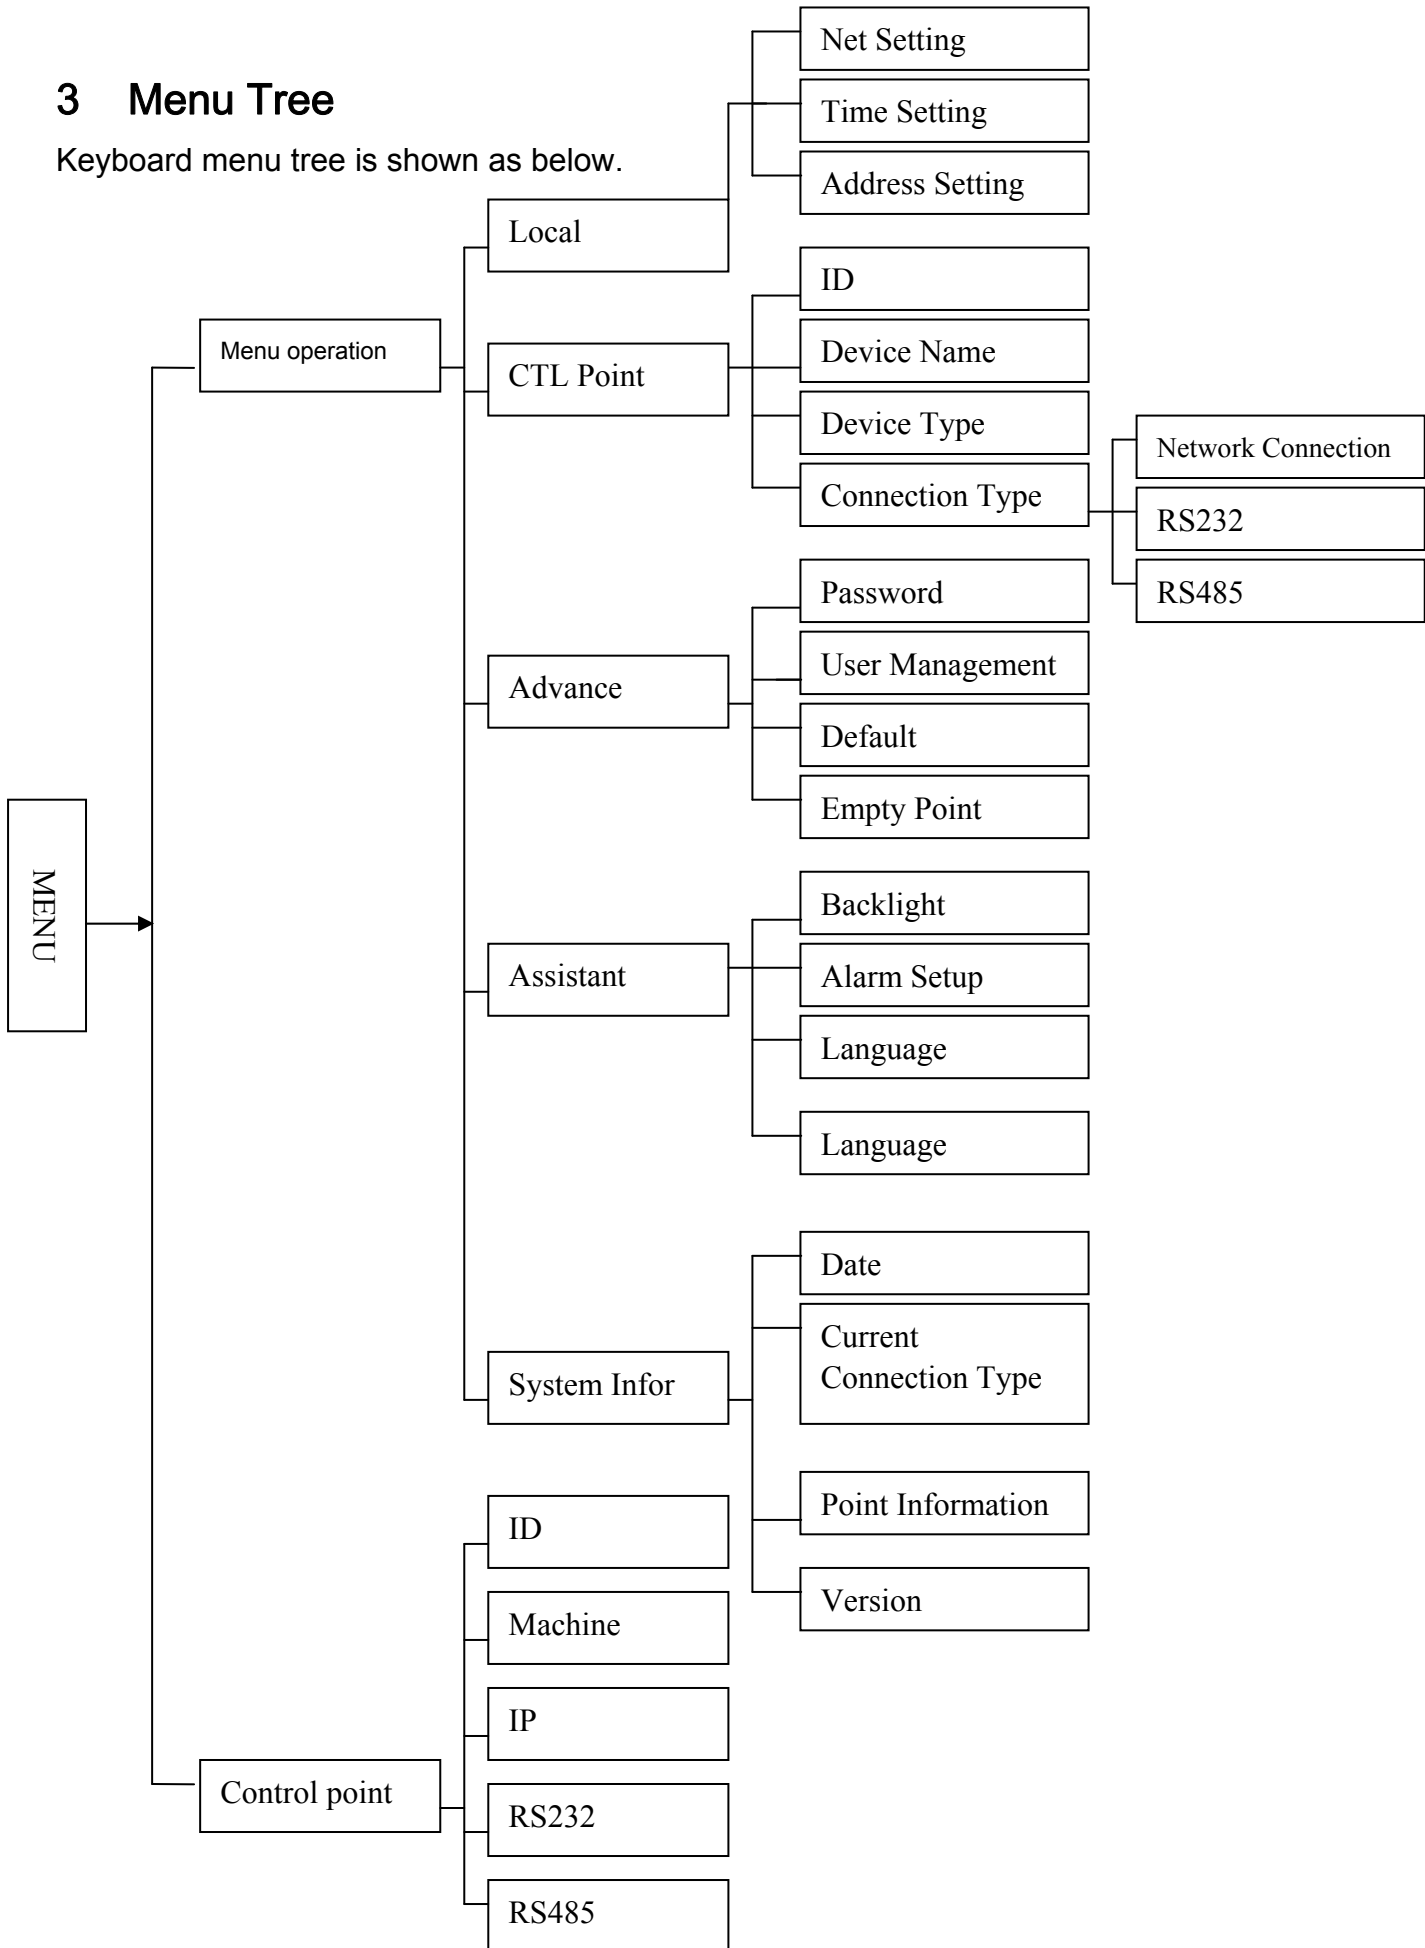 3 Menu Tree
Keyboard menu tree is shown as below.
MENU
Menu operation
Local
Net Setting
Time Setting
Address Setting
CTL Point
ID
Device Name
Device Type
Connection Type
Network Connection
RS232
RS485
Advance
Password
User Management
Default
Empty Point
Assistant
Backlight
Alarm Setup
Language
Language
System Infor
Date
Current
Connection Type
Point Information
Version
Control point
ID
Machine
IP
RS232
RS485